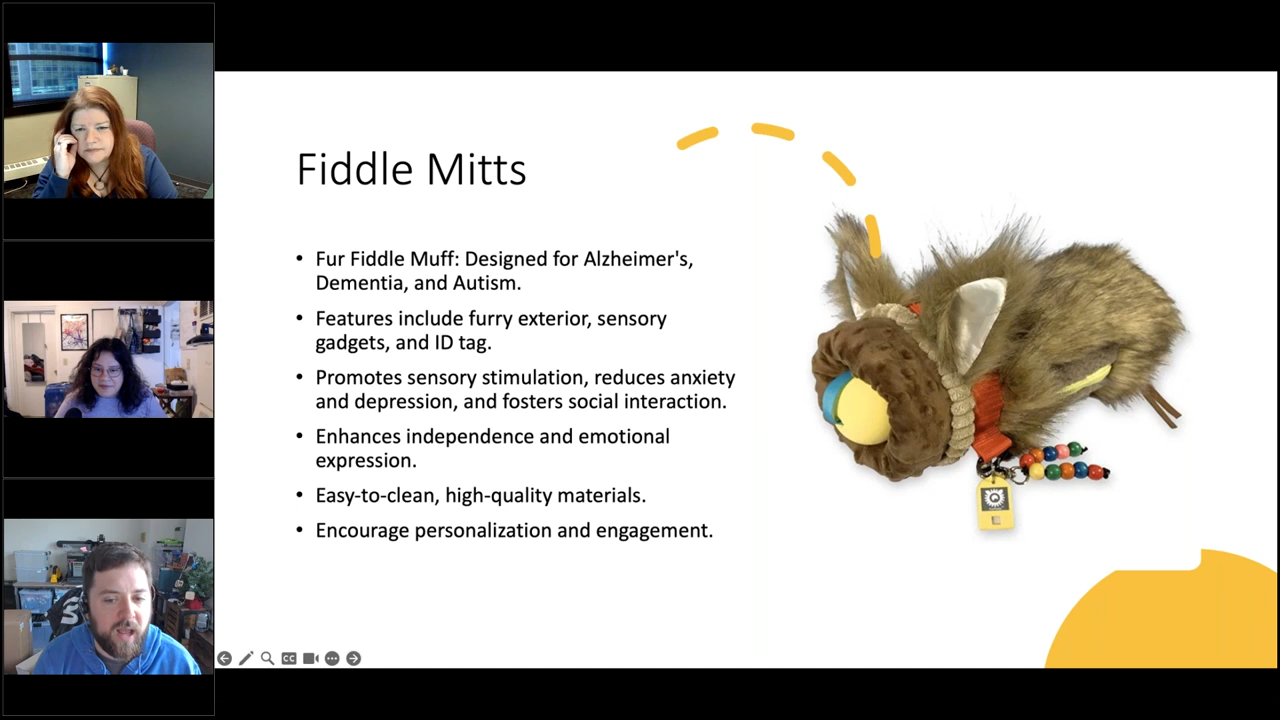 Fiddle Mitts
• Fur Fiddle Muff: Designed for Alzheimer's,
Dementia, and Autism.
• Features include furry exterior, sensory
gadgets, and ID tag.
• Promotes sensory stimulation, reduces anxiety
and depression, and fosters social interaction.
• Enhances independence and emotional
expression.
• Easy-to-clean, high-quality materials.
• Encourage personalization and engagement.
CC